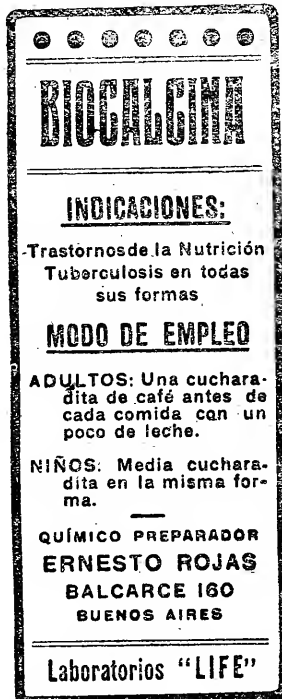 BIOCALCINA
INDICACIONES:
Trastornos de la Nutrición
Tuberculosis en todas
sus formas
MODO DE EMPLEO
ADULTOS: Una cuchara-
dita de café antes de
cada comida con un
poco de leche.
NIÑOS: Media cuchara-
dita en la misma for-
ma.
QUÍMICO PREPARADOR
ERNESTO ROJAS
BALCARCE 160
BUENOS AIRES
Laboratorios "LIFE"